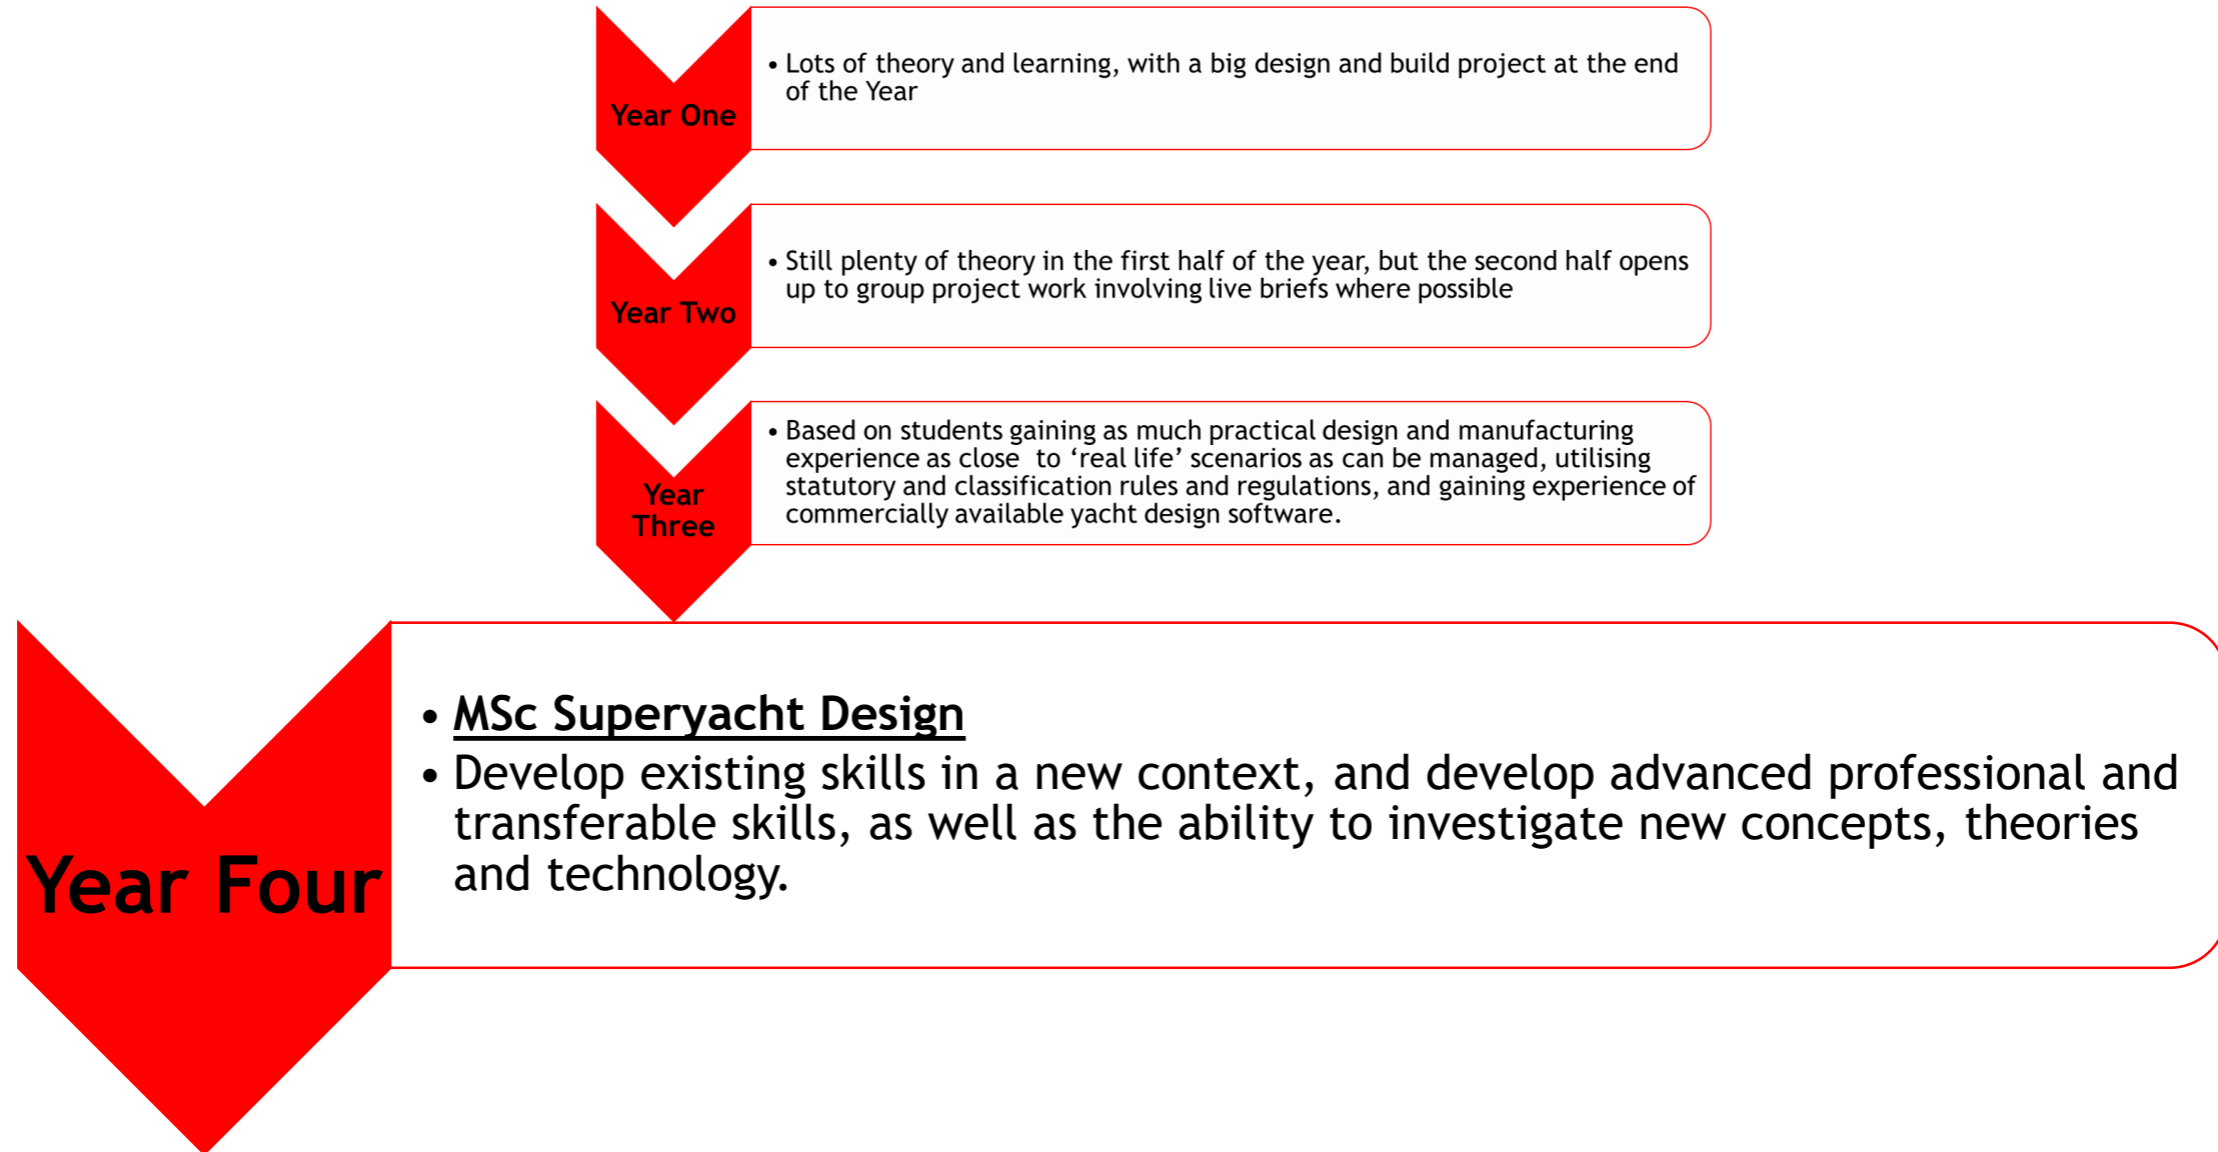 Year One
• Lots of theory and learning, with a big design and build project at the end
of the Year
Year Two
• Still plenty of theory in the first half of the year, but the second half opens
up to group project work involving live briefs where possible
Year
Three
• Based on students gaining as much practical design and manufacturing
experience as close  to ‘real life’ scenarios as can be managed, utilising
statutory and classification rules and regulations, and gaining experience of
commercially available yacht design software.
Year Four
• MSc Superyacht Design
• Develop existing skills in a new context, and develop advanced professional and
transferable skills, as well as the ability to investigate new concepts, theories
and technology.